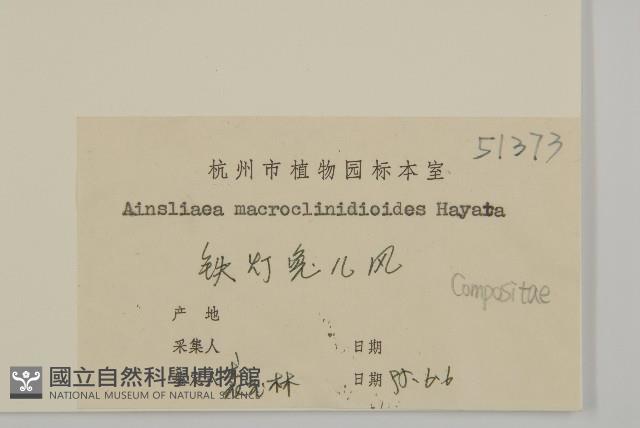 51373
杭州市植物园标本室
Ainsliaea macroclinidioides Hayata
铁灯兔儿风
Compositae
产 地
采集人 日期
林 日期
國立自然科學博物館
NATIONAL MUSEUM OF NATURAL SCIENCE